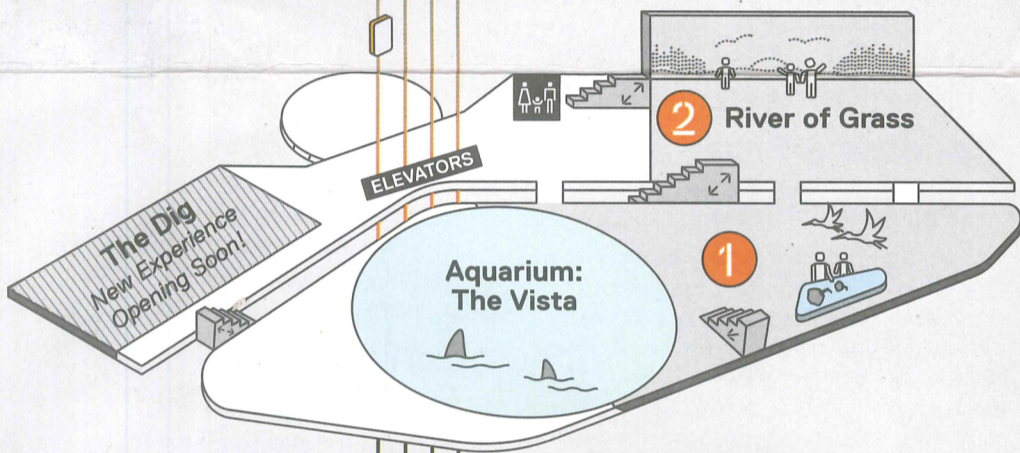 2 River of Grass
ELEVATORS
The Dig
New Experience
Opening Soon!
1
Aquarium:
The Vista